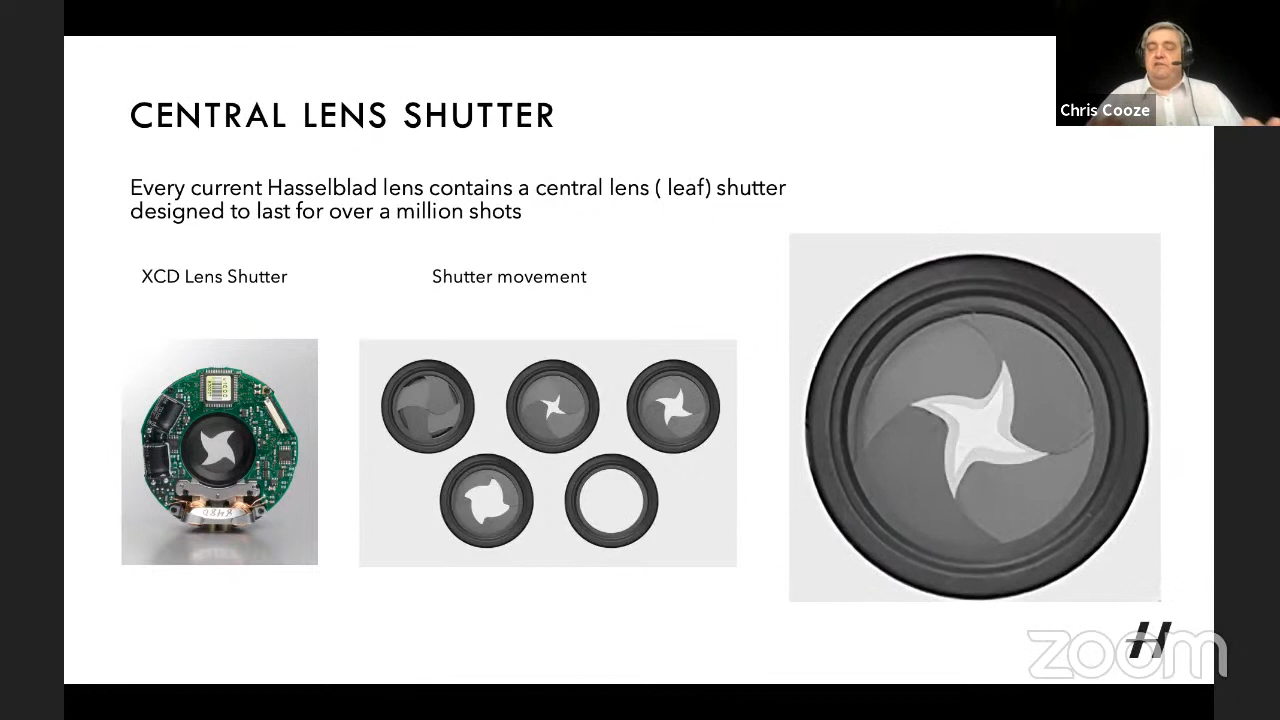 CENTRAL LENS SHUTTER
Chris Cooze
Every current Hasselblad lens contains a central lens ( leaf) shutter
designed to last for over a million shots
XCD Lens Shutter
Shutter movement
H
zoom